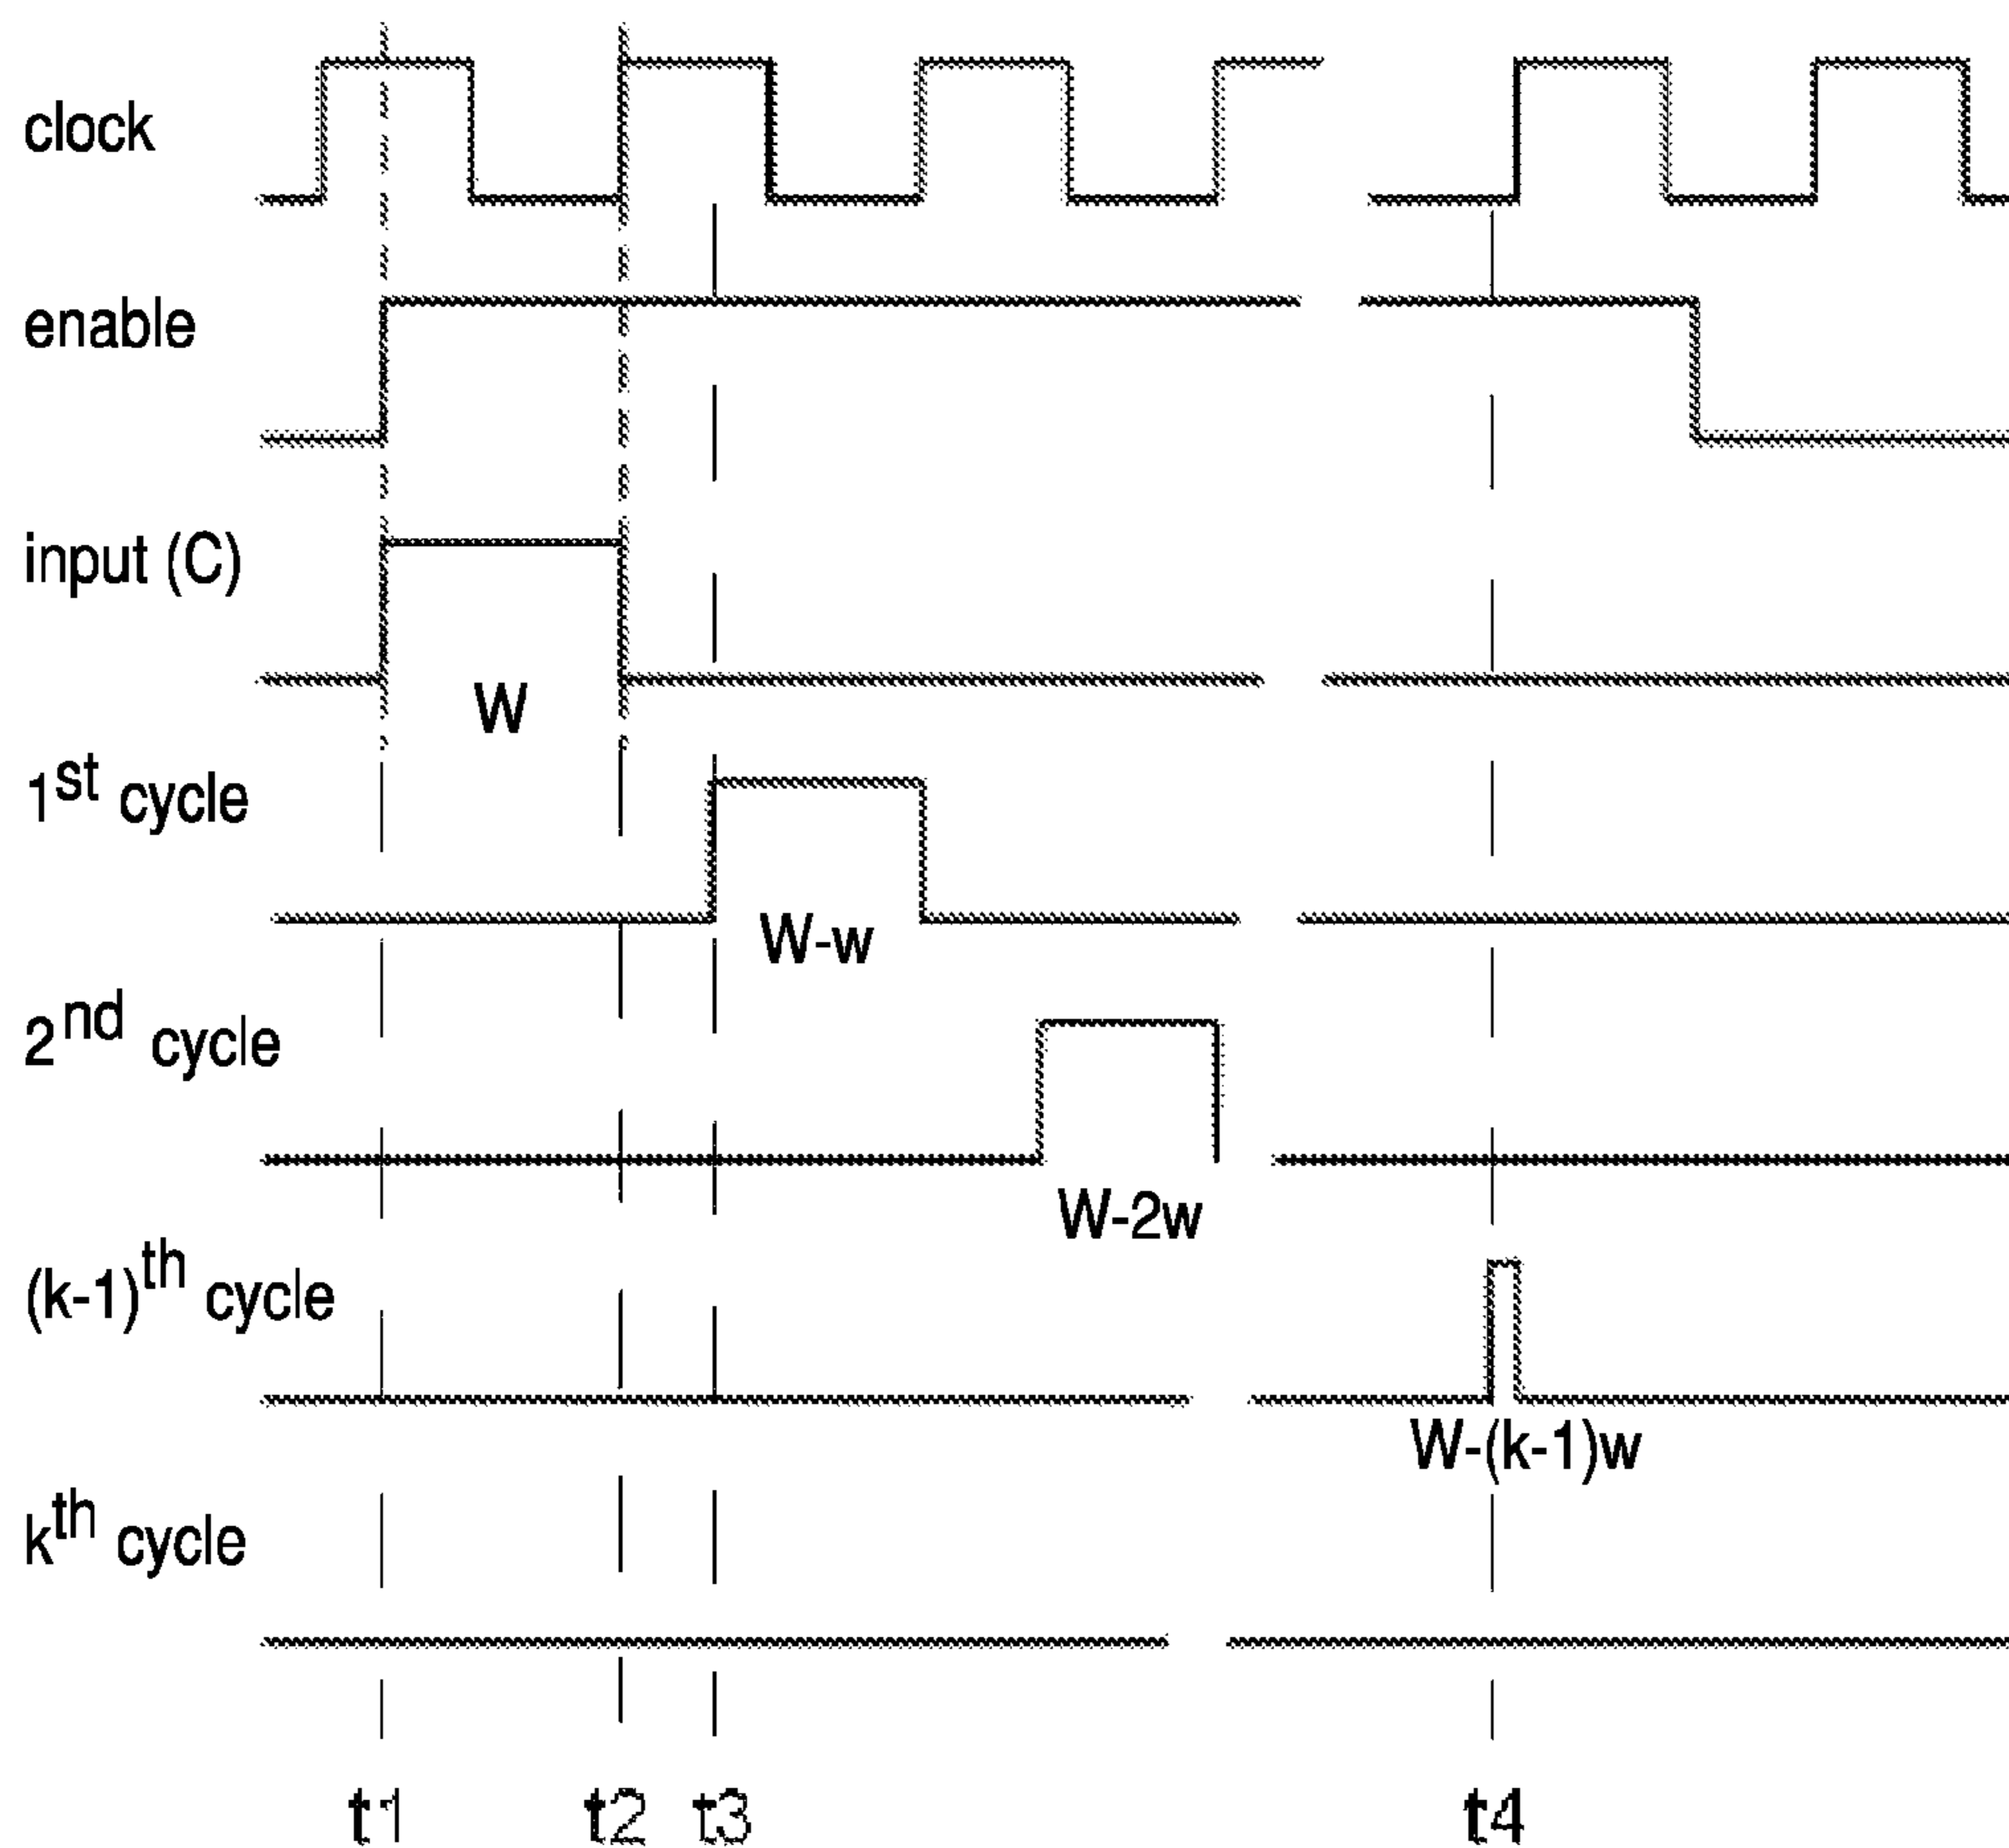 clock
enable
input (C)
W
1st cycle
W-w
2nd cycle
W-2w
(k-1)th cycle
W-(k-1)w
kth cycle
t1 t2 t3 t4